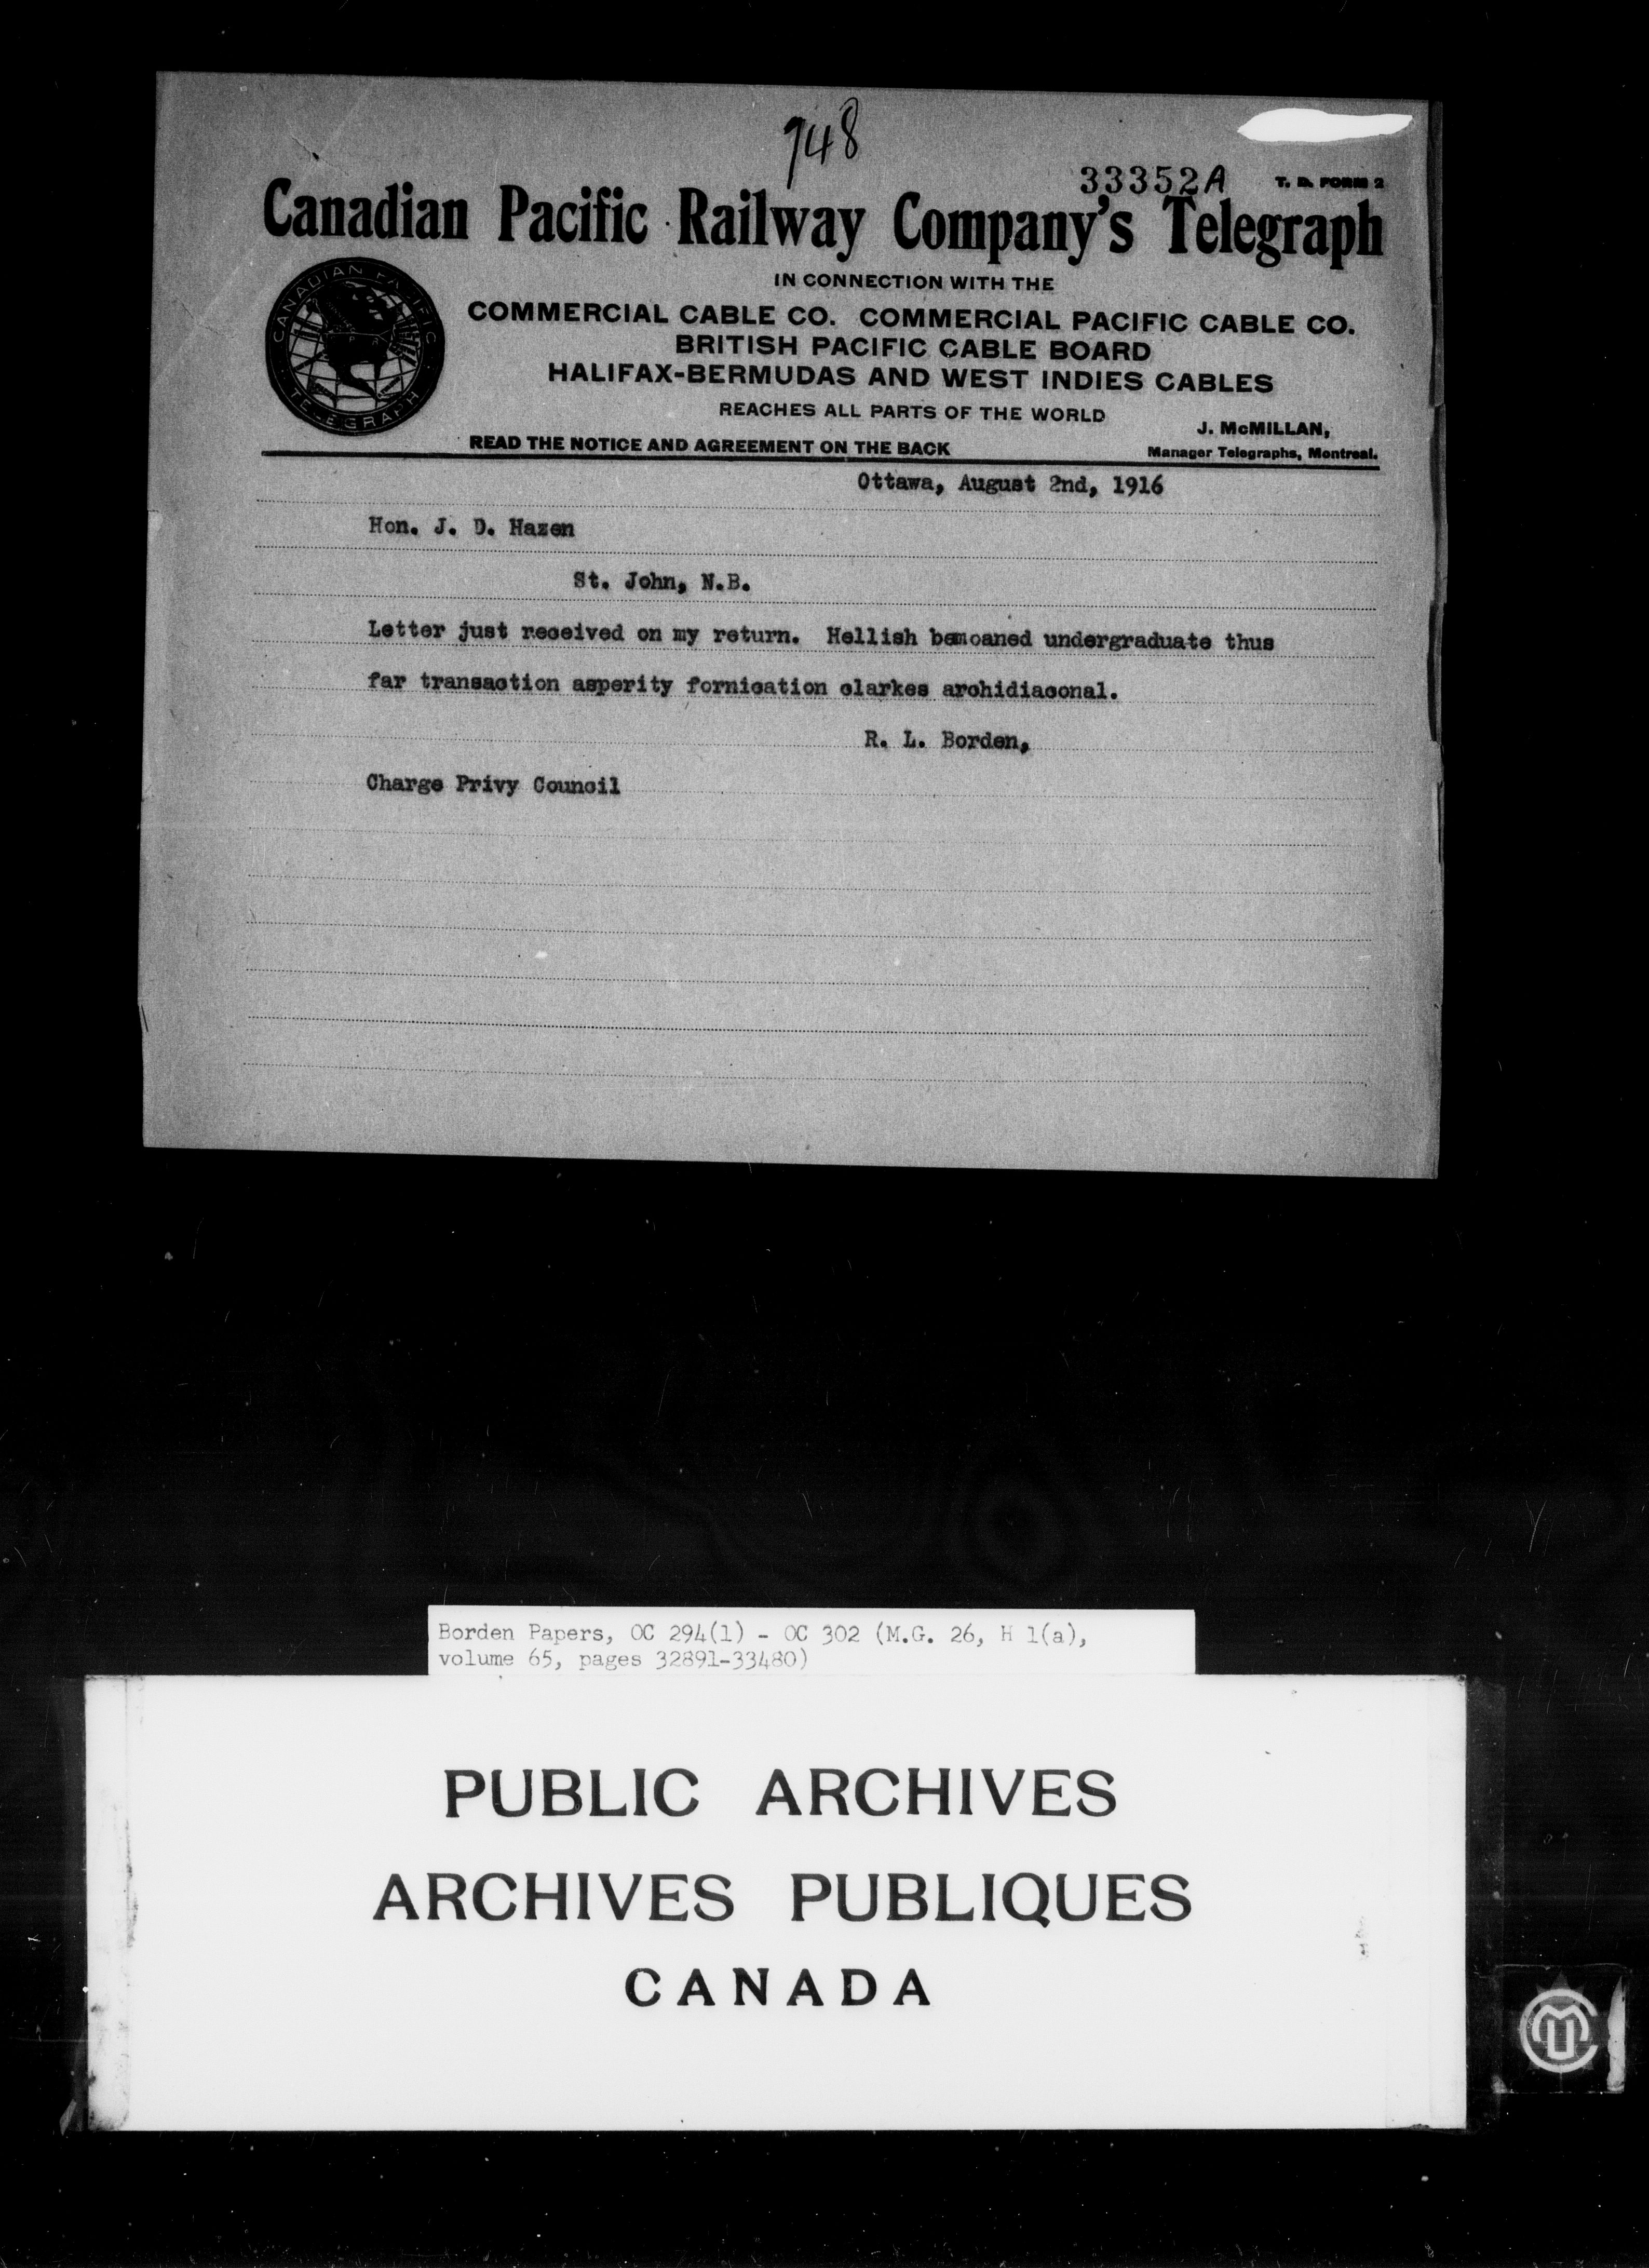 948
33352A T. D. FORM 2
Canadian Pacific Railway Company's Telegraph
IN CONNECTION WITH THE
CANADIAN PACIFIC
TELEGRAPH
COMMERCIAL CABLE CO. COMMERCIAL PACIFIC CABLE CO.
BRITISH PACIFIC CABLE BOARD
HALIFAX-BERMUDAS AND WEST INDIES CABLES
REACHES ALL PARTS OF THE WORLD
J. McMILLAN,
READ THE NOTICE AND AGREEMENT ON THE BACK
Manager Telegraphs, Montreal.
Ottawa, August 2nd, 1916
Hon. J. D. Hazen
St. John, N.B.
Letter just received on my return. Hellish bemoaned undergraduate thus
far transaction asperity fornication clarkes archidiaconal.
R. L. Borden,
Charge Privy Council
Borden Papers, OC 294(1) - OC 302 (M.G. 26, H 1(a),
volume 65, pages 32891-33480)
PUBLIC ARCHIVES
ARCHIVES PUBLIQUES
CANADA